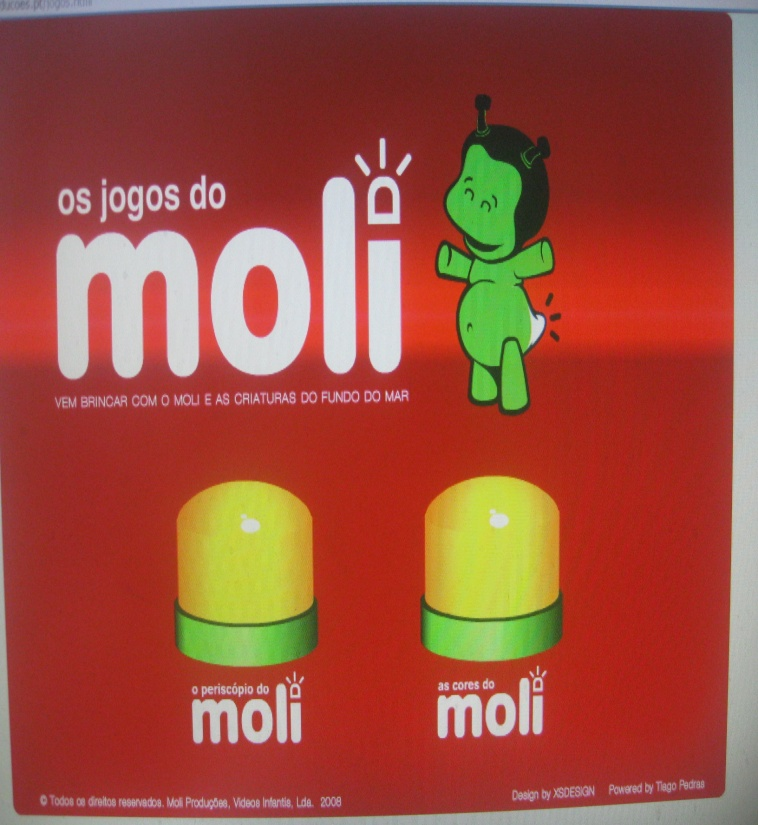 os jogos do
moli
VEM BRINCAR COM O MOLI E AS CRIATURAS DO FUNDO DO MAR
o periscópio do
moli
as cores do
moli
© Todos os direitos reservados. Moli Produções, Videos Infantis, Lda. 2008
Design by XSDESIGN Powered by Tiago Pedras